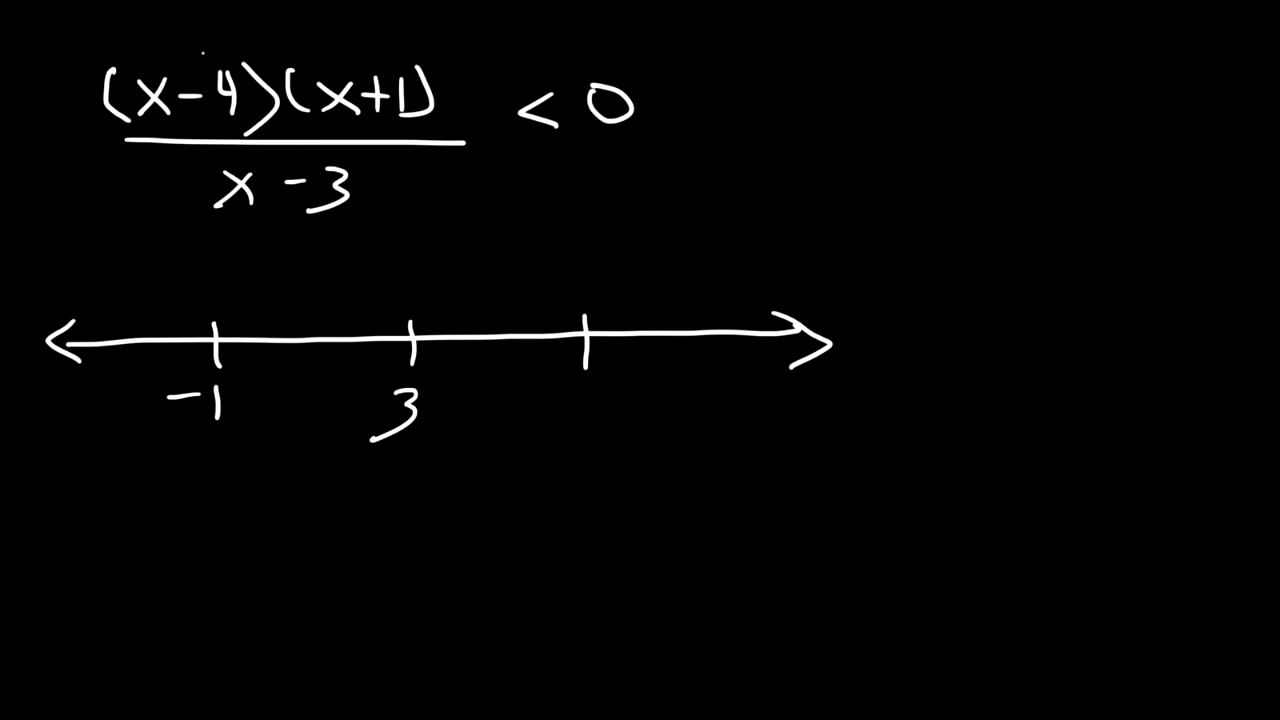 (x-4)(x+1)
< 0
x-3
-1 3